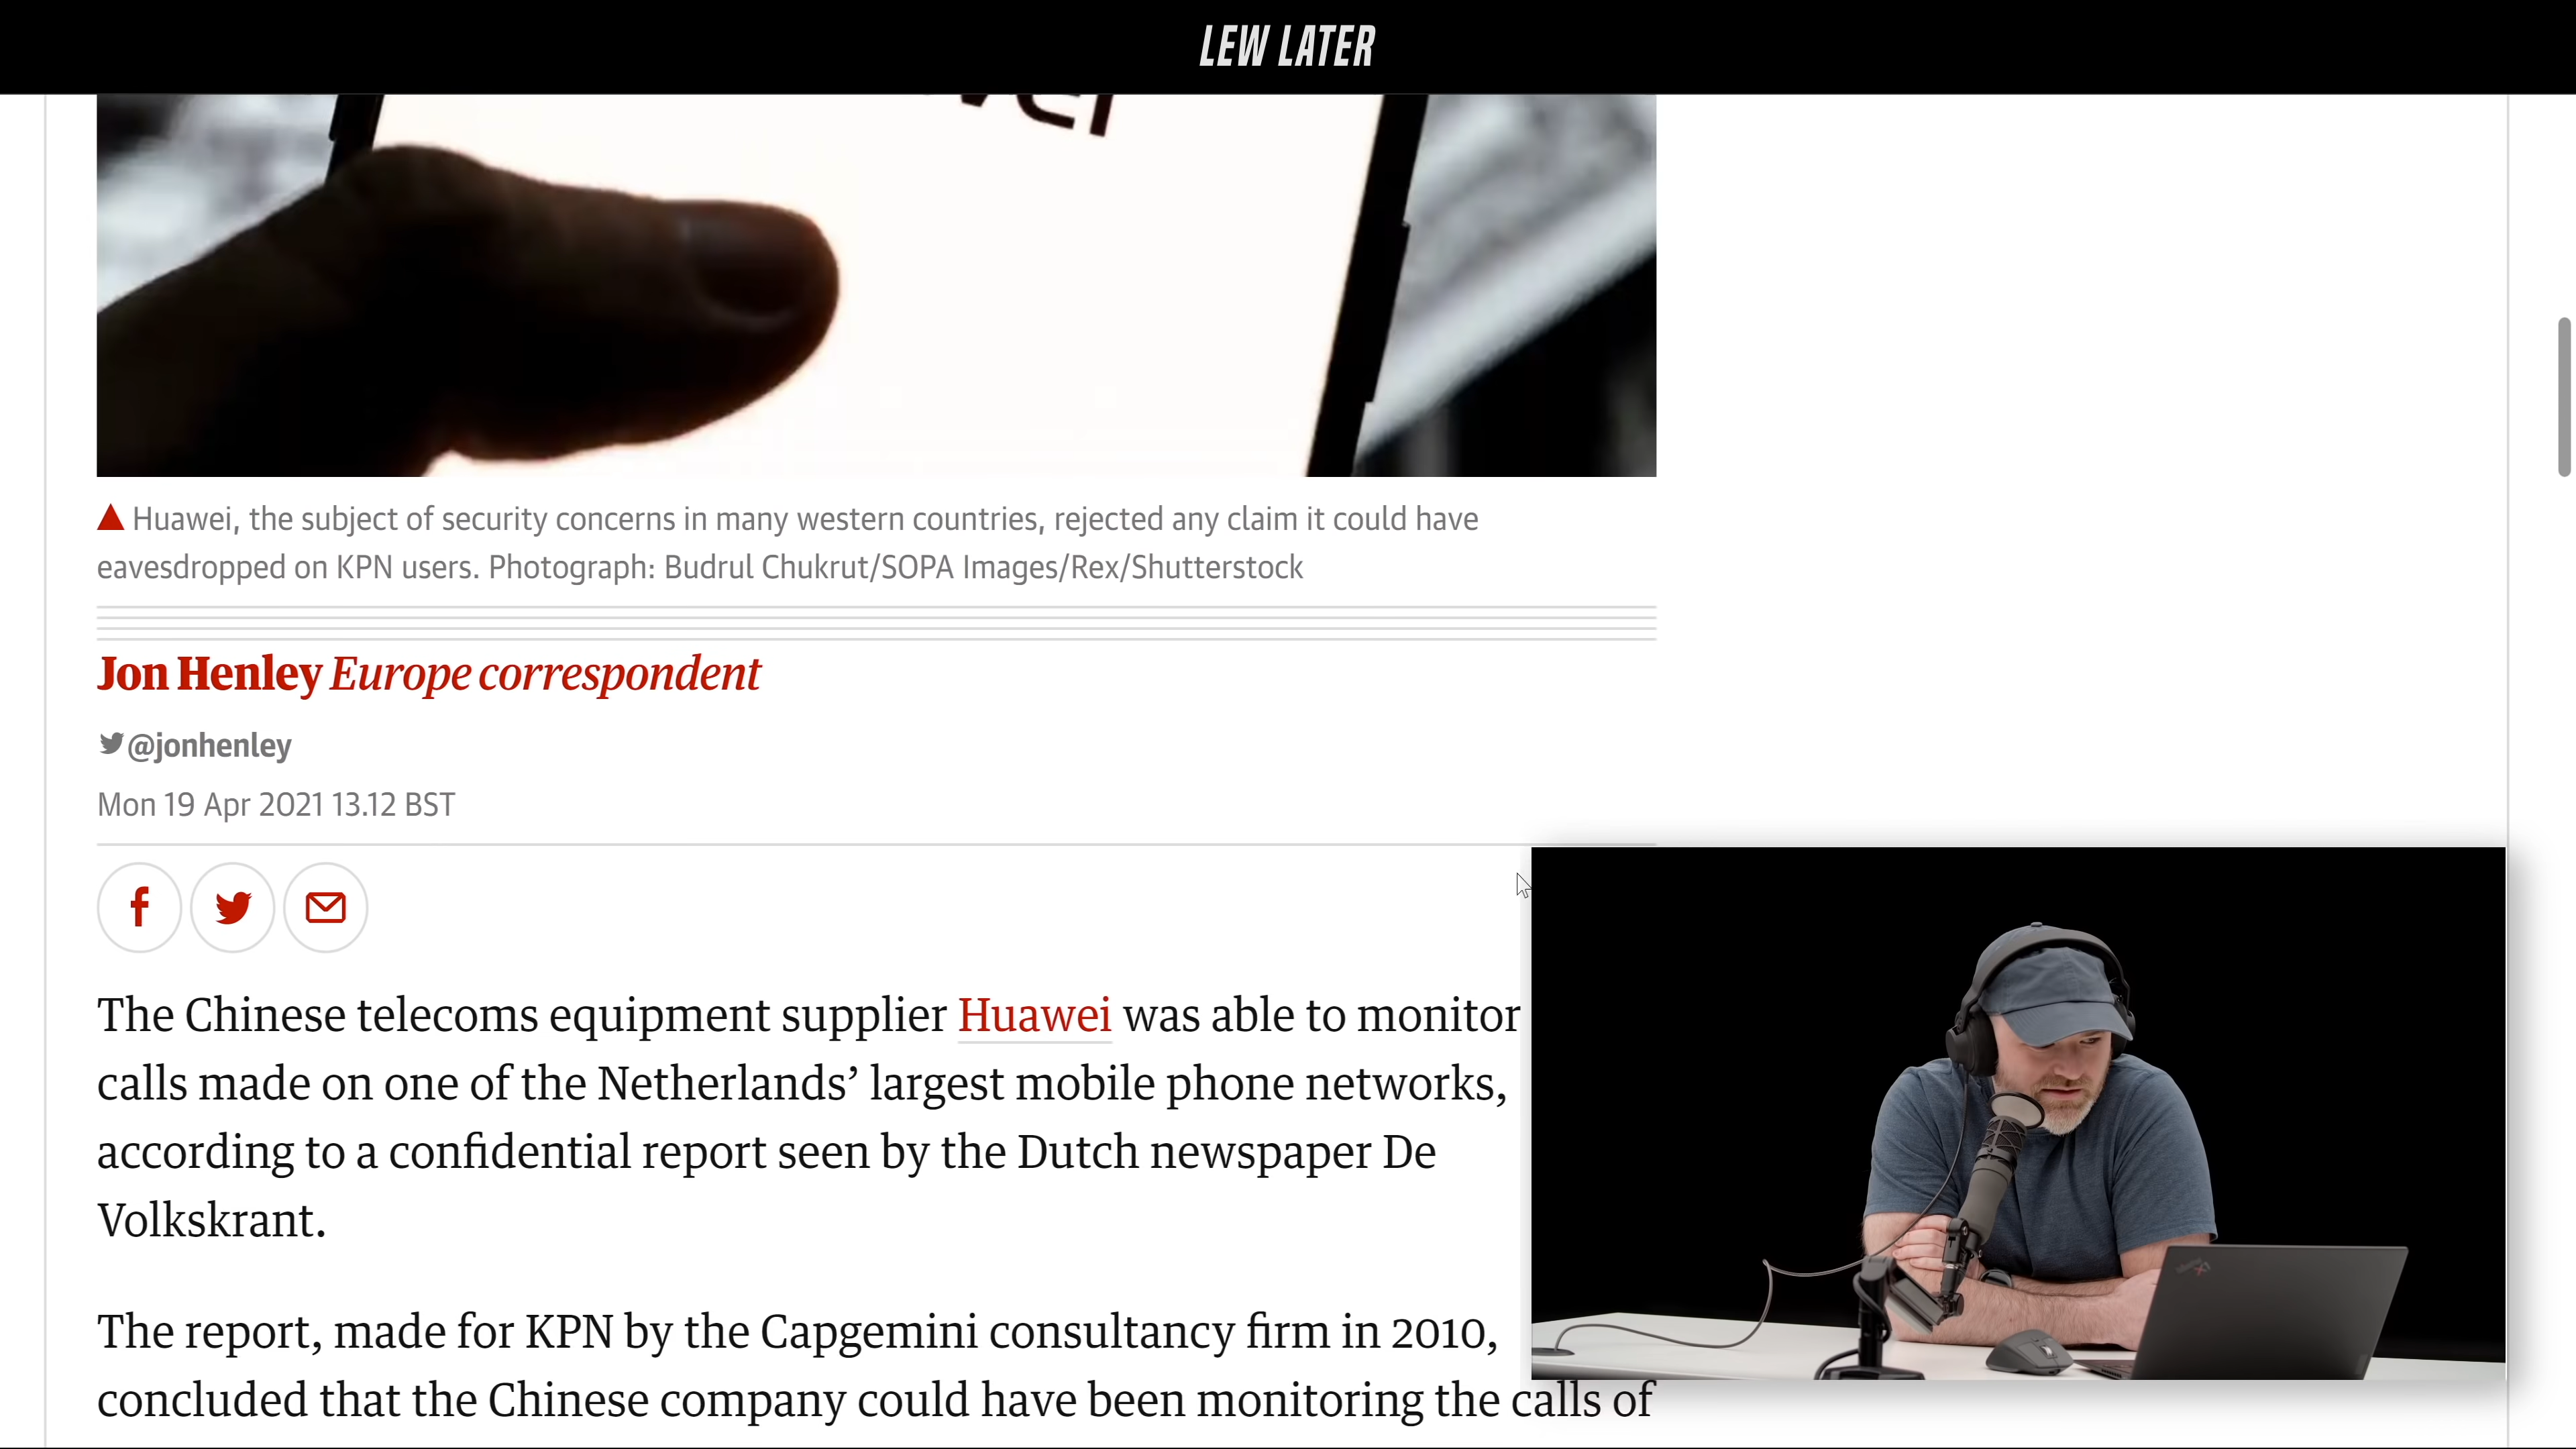 LEW LATER
Huawei, the subject of security concerns in many western countries, rejected any claim it could have
eavesdropped on KPN users. Photograph: Budrul Chukrut/SOPA Images/Rex/Shutterstock
Jon Henley Europe correspondent
@jonhenley
Mon 19 Apr 2021 13.12 BST
The Chinese telecoms equipment supplier Huawei was able to monitor
calls made on one of the Netherlands’ largest mobile phone networks,
according to a confidential report seen by the Dutch newspaper De
Volkskrant.
The report, made for KPN by the Capgemini consultancy firm in 2010,
concluded that the Chinese company could have been monitoring the calls of